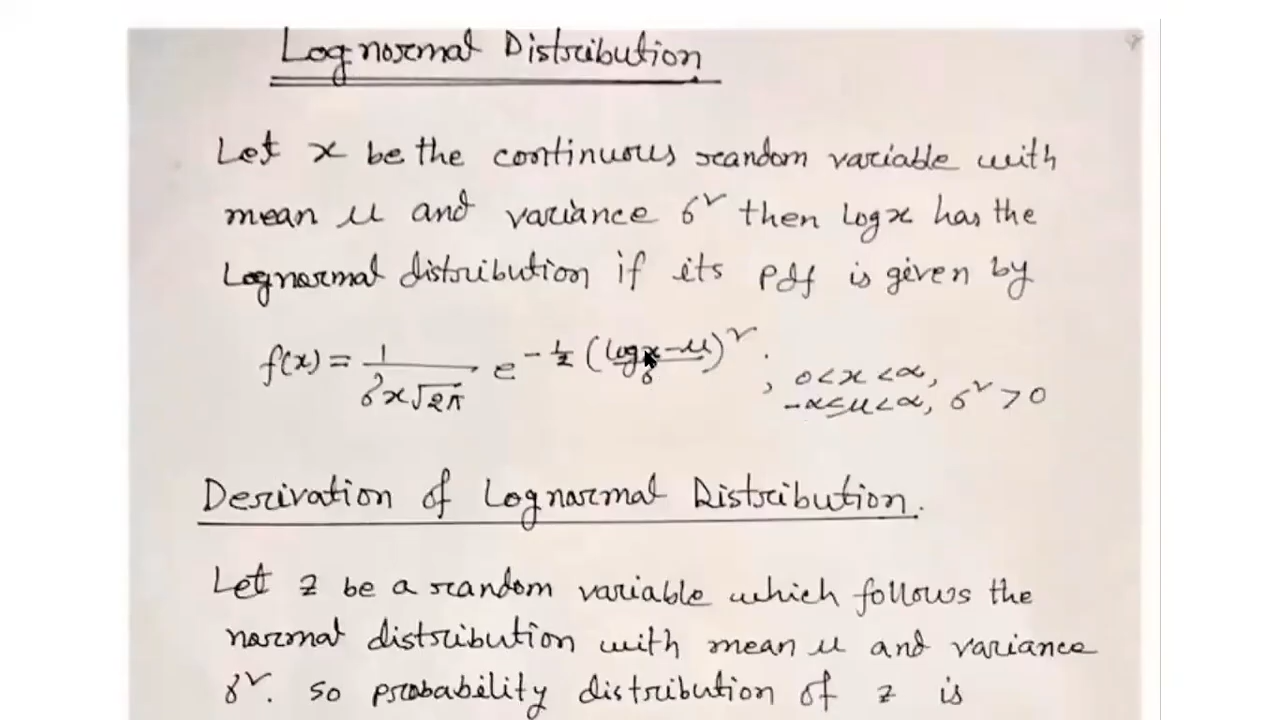 Lognormal Distribution
Let x be the continuous random variable with
mean μ and variance σ² then log x has the
Lognormal distribution if its pdf is given by
f(x) = 1/(σx√2π) e^{-1/2 ((log x - μ)/σ)²} ; 0 < x < α,
-α ≤ μ < α, σ² > 0
Derivation of Lognormal Distribution.
Let z be a random variable which follows the
normal distribution with mean μ and variance
σ². so probability distribution of z is